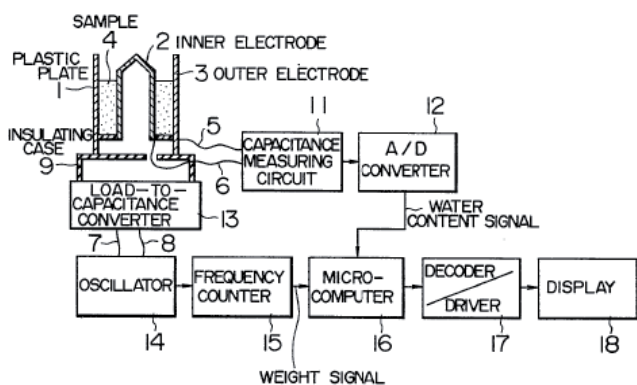 SAMPLE
4
2 INNER ELECTRODE
PLASTIC
PLATE
1
3 OUTER ELECTRODE
INSULATING
CASE
9
5
6
11
CAPACITANCE
MEASURING
CIRCUIT
12
A/D
CONVERTER
LOAD-TO-
CAPACITANCE
CONVERTER
13
WATER
CONTENT SIGNAL
7
8
OSCILLATOR
14
FREQUENCY
COUNTER
15
MICRO-
COMPUTER
16
DECODER
DRIVER
17
DISPLAY
18
WEIGHT SIGNAL